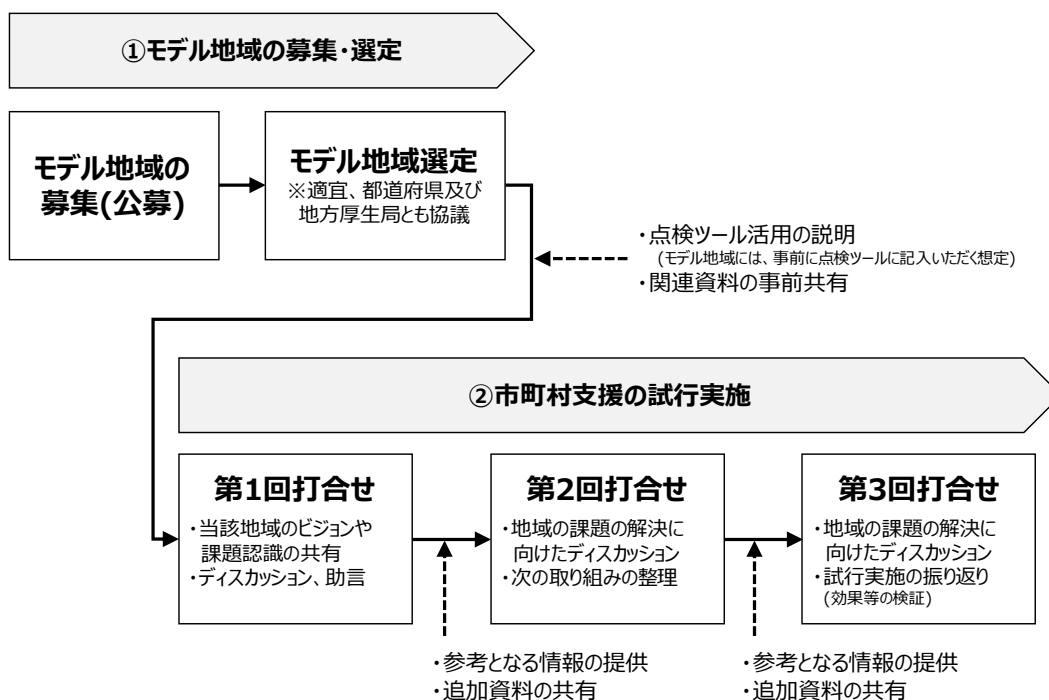 ①モデル地域の募集・選定
モデル地域の
募集(公募)
モデル地域選定
※適宜、都道府県及び
地方厚生局とも協議
・点検ツール活用の説明
(モデル地域には、事前に点検ツールに記入いただく想定)
・関連資料の事前共有
②市町村支援の試行実施
第1回打合せ
・当該地域のビジョンや
課題認識の共有
・ディスカッション、助言
第2回打合せ
・地域の課題の解決に
向けたディスカッション
・次の取り組みの整理
第3回打合せ
・地域の課題の解決に
向けたディスカッション
・試行実施の振り返り
(効果等の検証)
・参考となる情報の提供
・追加資料の共有
・参考となる情報の提供
・追加資料の共有